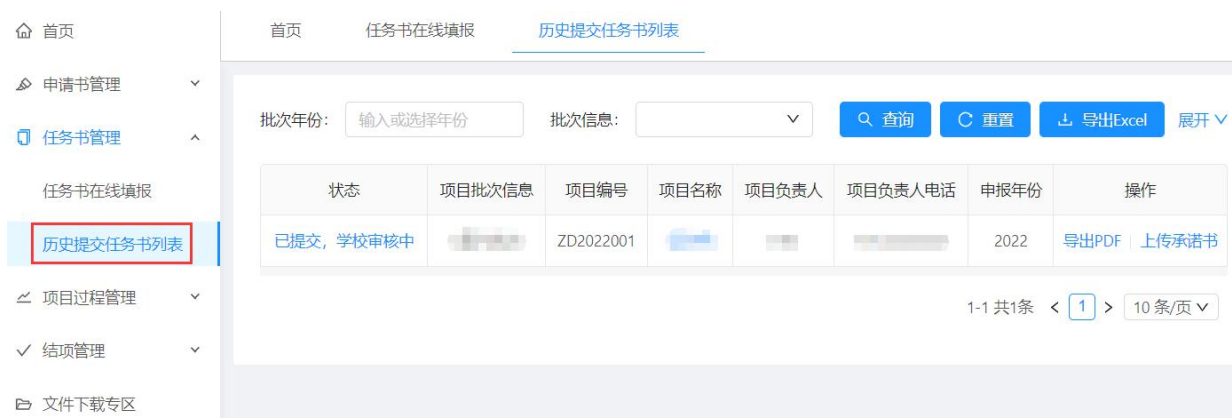 首页
申请书管理
任务书管理
任务书在线填报
历史提交任务书列表
项目过程管理
结项管理
文件下载专区
首页 任务书在线填报 历史提交任务书列表
批次年份： 输入或选择年份 批次信息： 查询 重置 导出Excel 展开
状态 项目批次信息 项目编号 项目名称 项目负责人 项目负责人电话 申报年份 操作
已提交，学校审核中 ZD2022001 2022 导出PDF 上传承诺书
1-1 共1条 < 1 > 10 条/页